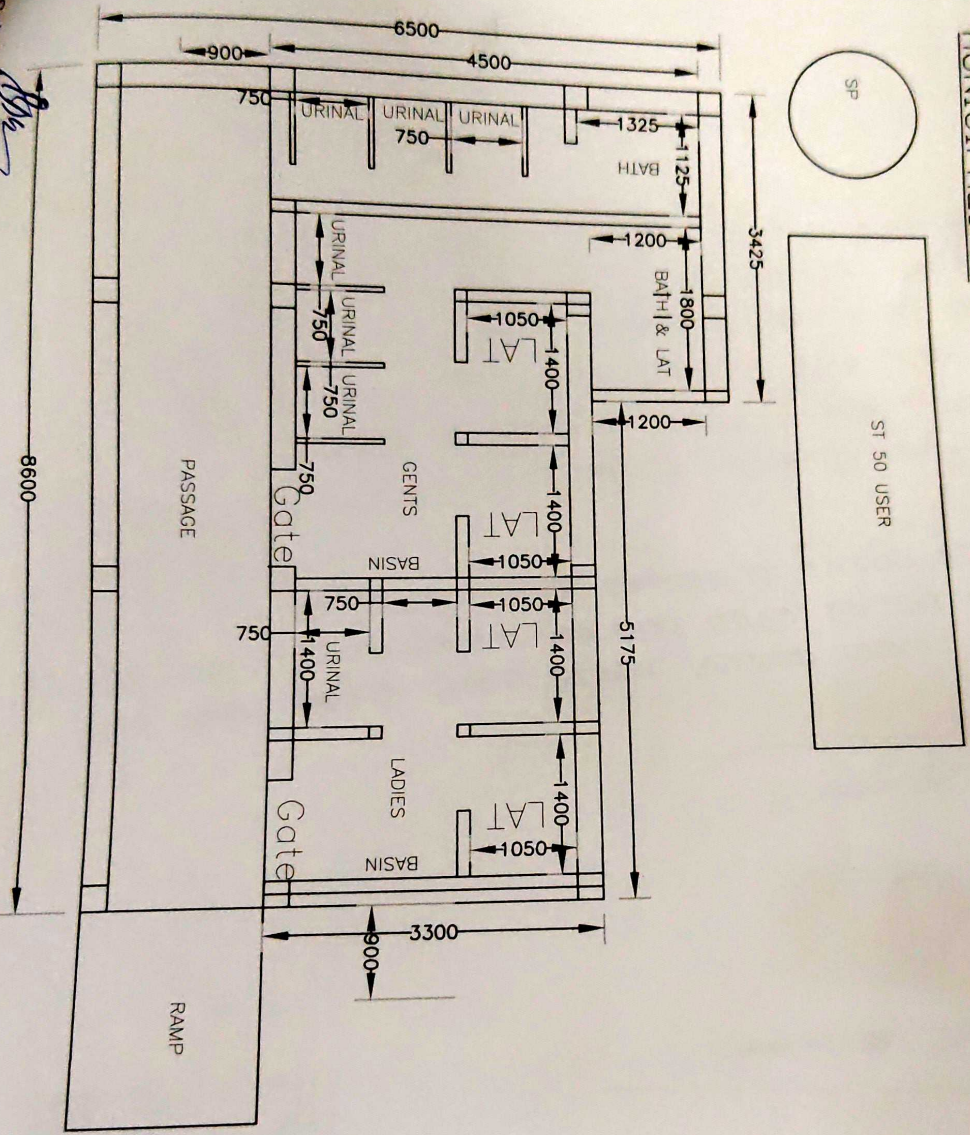 6500
4500
900
SP
750
URINAL
URINAL
URINAL
750
1325
1125
BATH
3425
1200
1800
BATH & LAT
1200
URINAL
750
URINAL
750
URINAL
750
1050
LAT
1400
ST 50 USER
8600
PASSAGE
Gate
GENTS
BASIN
LAT
1400
1050
5175
750
750
1400
URINAL
1050
LAT
1400
LADIES
BASIN
Gate
LAT
1400
1050
3300
900
RAMP